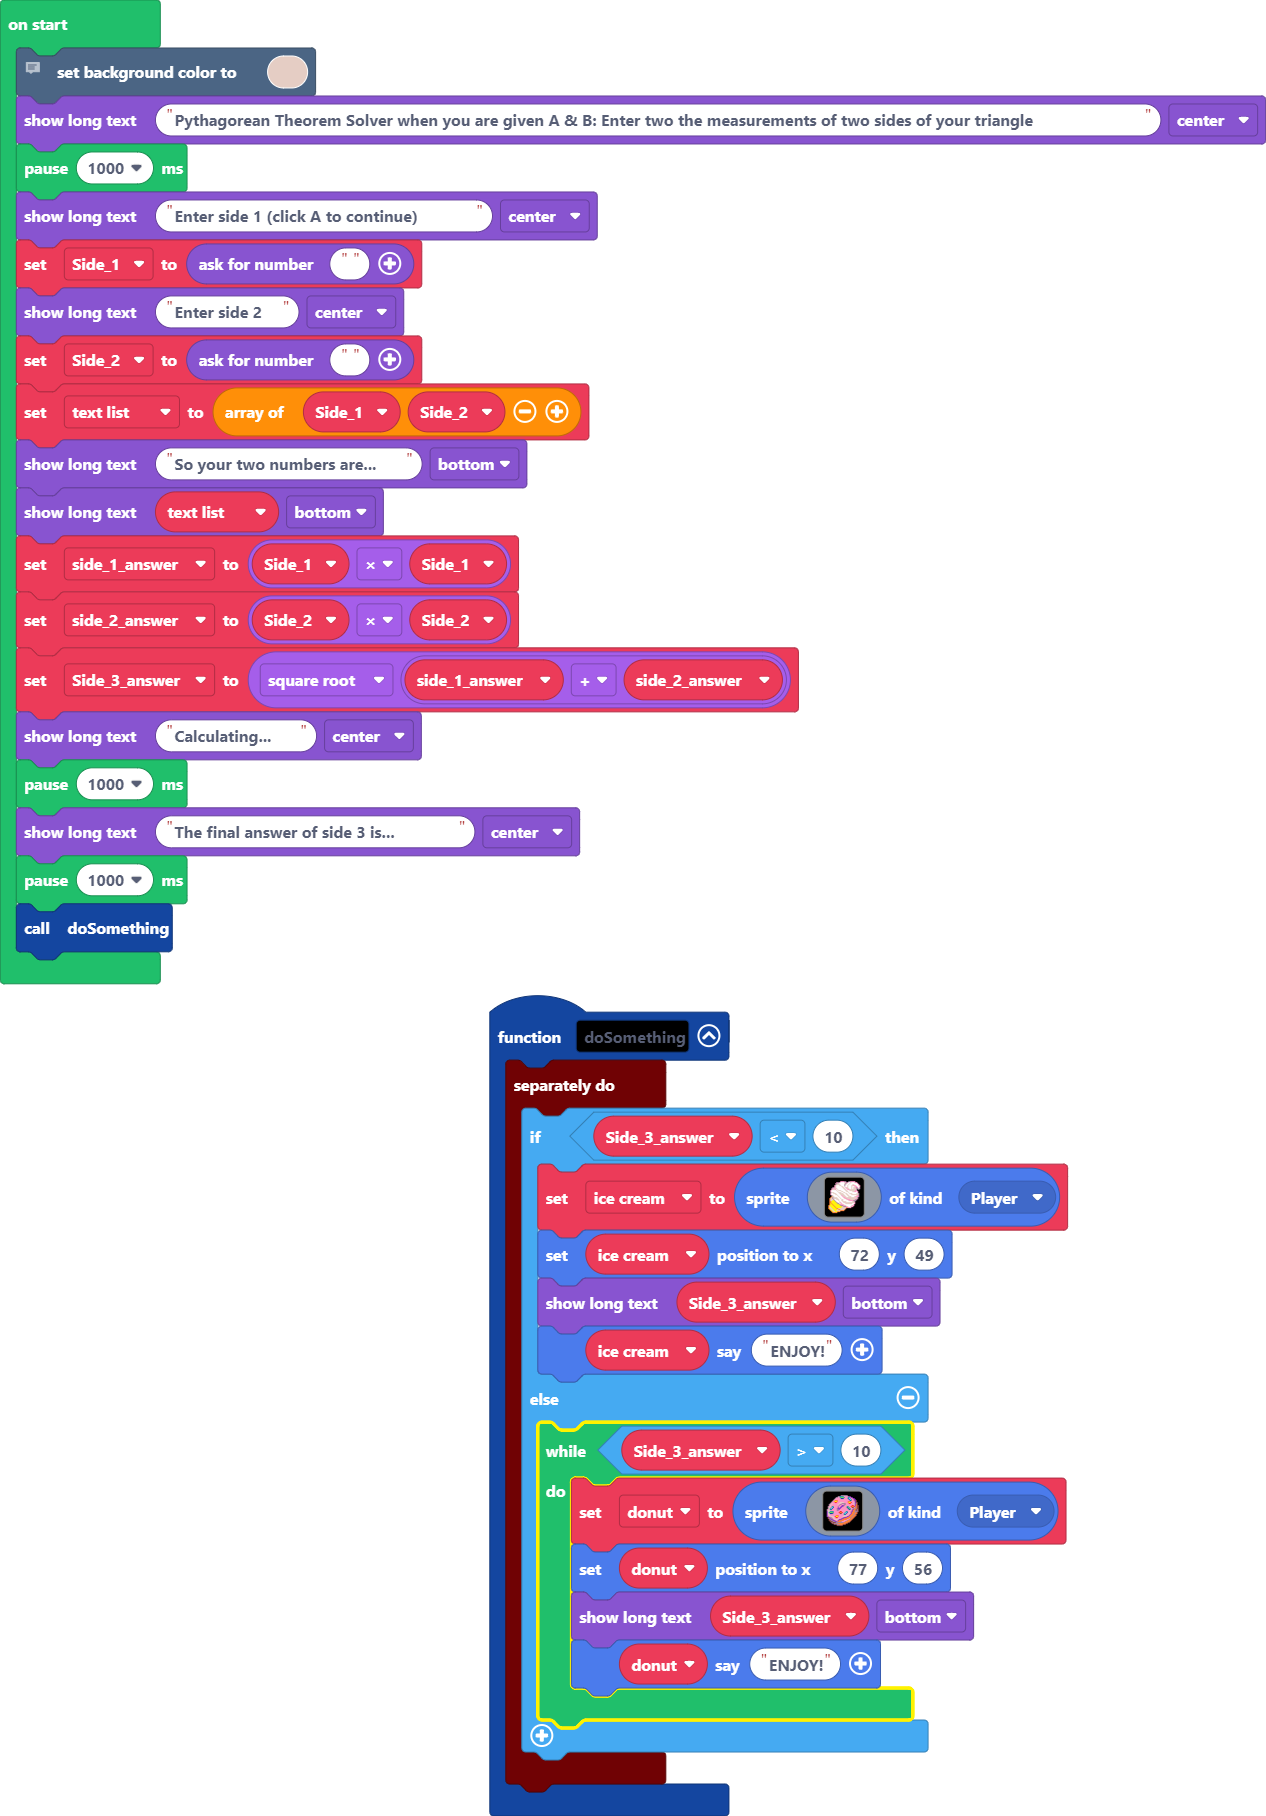 on start
set background color to
show long text "Pythagorean Theorem Solver when you are given A & B: Enter two the measurements of two sides of your triangle" center
pause 1000 ms
show long text "Enter side 1 (click A to continue)" center
set Side_1 to ask for number " "
show long text "Enter side 2" center
set Side_2 to ask for number " "
set text list to array of Side_1 Side_2
show long text "So your two numbers are..." bottom
show long text text list bottom
set side_1_answer to Side_1 × Side_1
set side_2_answer to Side_2 × Side_2
set Side_3_answer to square root side_1_answer + side_2_answer
show long text "Calculating..." center
pause 1000 ms
show long text "The final answer of side 3 is..." center
pause 1000 ms
call doSomething
function doSomething
separately do
if Side_3_answer < 10 then
set ice cream to sprite of kind Player
set ice cream position to x 72 y 49
show long text Side_3_answer bottom
ice cream say "ENJOY!"
else
while Side_3_answer > 10
do set donut to sprite of kind Player
set donut position to x 77 y 56
show long text Side_3_answer bottom
donut say "ENJOY!"